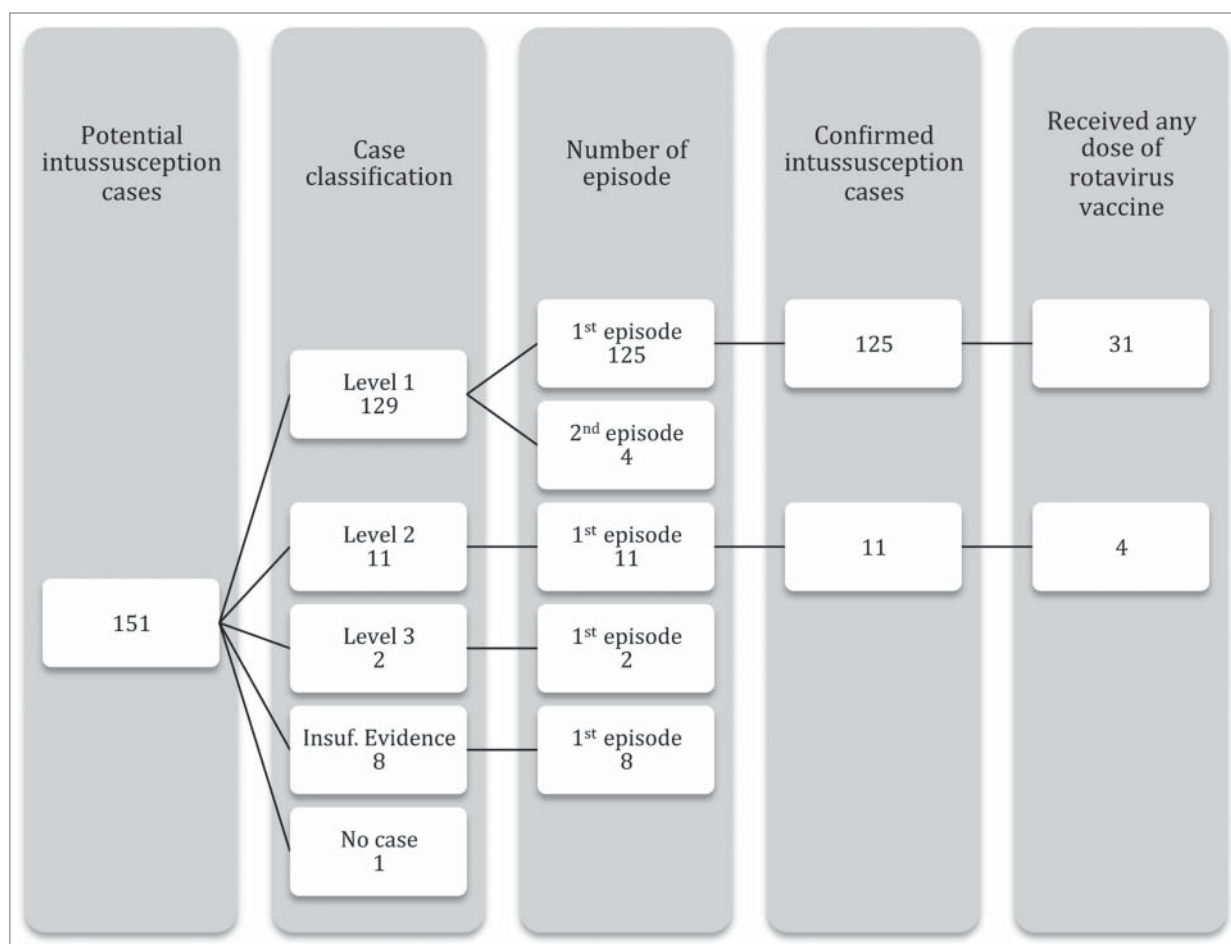 Potential
intussusception
cases
Case
classification
Number of
episode
Confirmed
intussusception
cases
Received any
dose of
rotavirus
vaccine
151
Level 1
129
Level 2
11
Level 3
2
Insuf. Evidence
8
No case
1
1st episode
125
2nd episode
4
1st episode
11
1st episode
2
1st episode
8
125
11
31
4